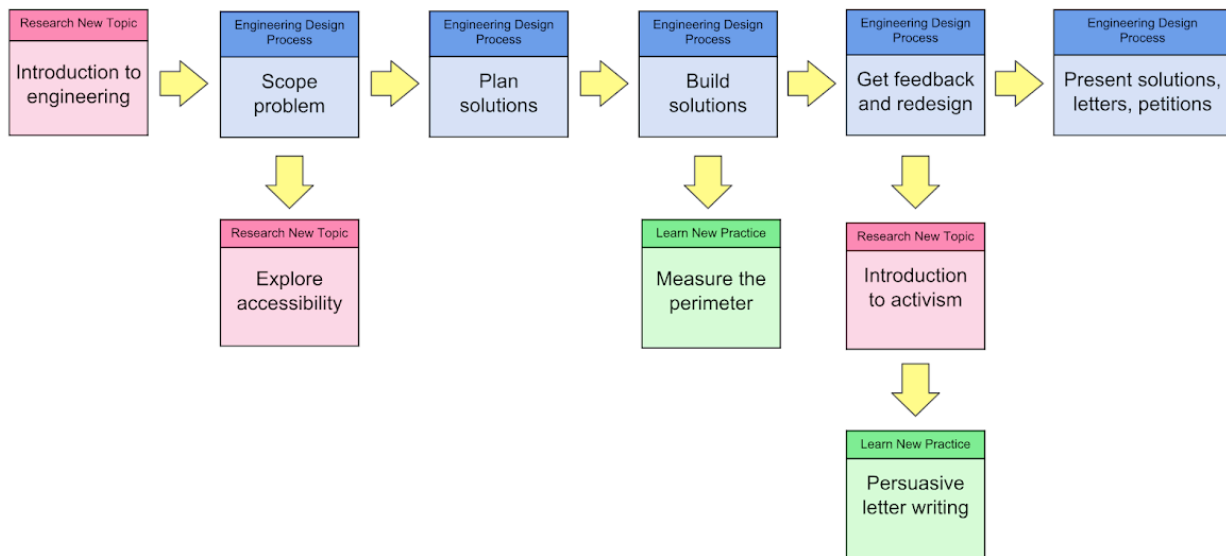 Research New Topic
Introduction to
engineering
Engineering Design
Process
Scope
problem
Engineering Design
Process
Plan
solutions
Engineering Design
Process
Build
solutions
Engineering Design
Process
Get feedback
and redesign
Engineering Design
Process
Present solutions,
letters, petitions
Research New Topic
Explore
accessibility
Learn New Practice
Measure the
perimeter
Research New Topic
Introduction
to activism
Learn New Practice
Persuasive
letter writing